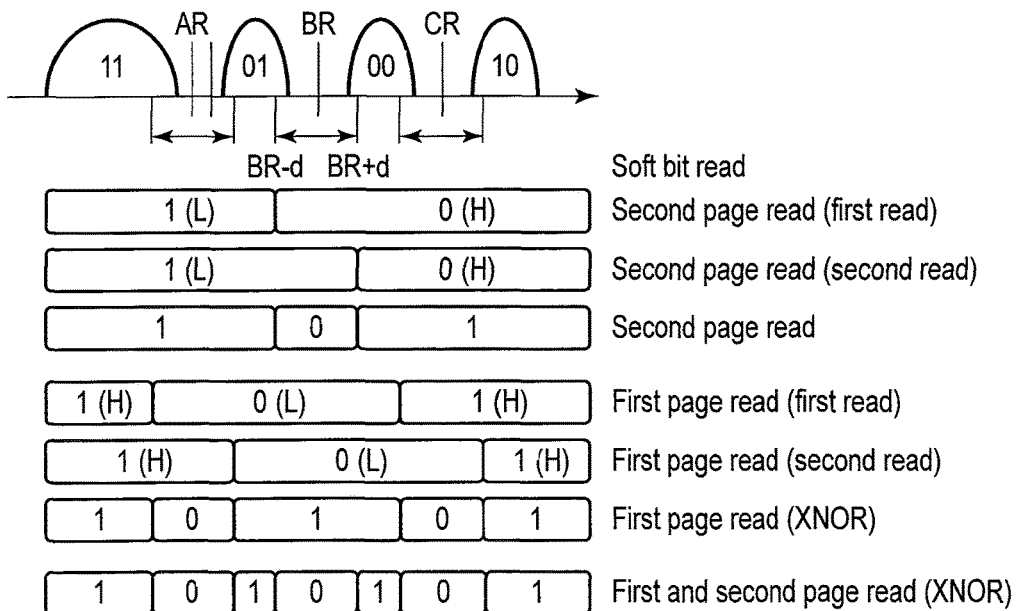 AR BR CR
11 01 00 10
BR-d BR+d Soft bit read
1 (L) 0 (H) Second page read (first read)
1 (L) 0 (H) Second page read (second read)
1 0 1 Second page read
1 (H) 0 (L) 1 (H) First page read (first read)
1 (H) 0 (L) 1 (H) First page read (second read)
1 0 1 0 1 First page read (XNOR)
1 0 1 0 1 0 1 First and second page read (XNOR)